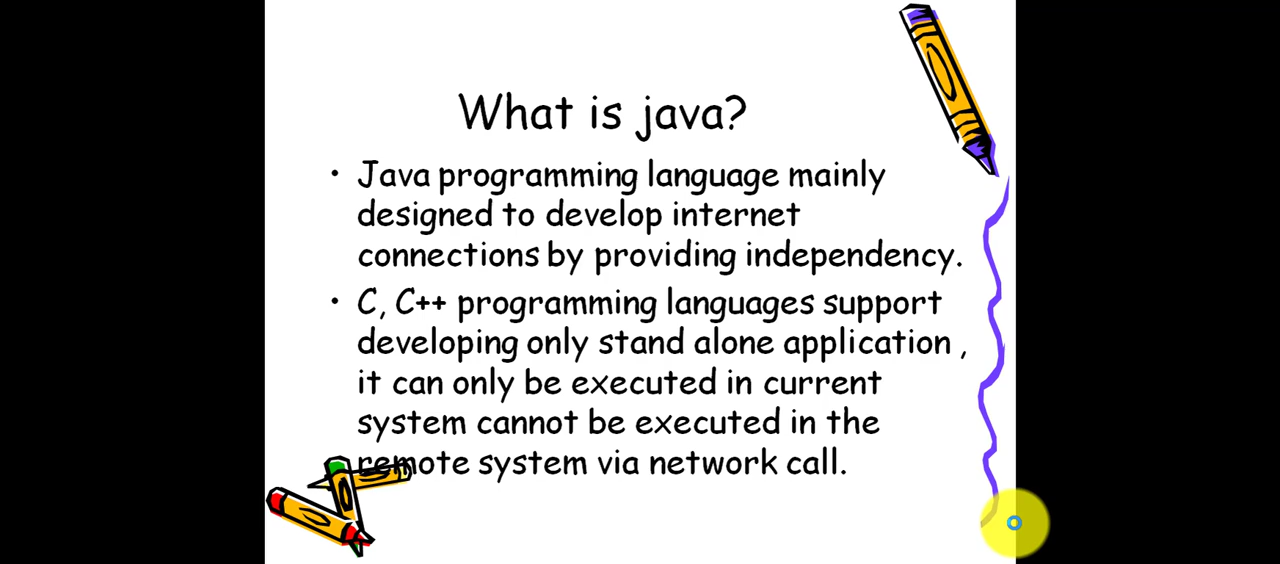 What is java?
• Java programming language mainly
designed to develop internet
connections by providing independency.
• C, C++ programming languages support
developing only stand alone application ,
it can only be executed in current
system cannot be executed in the
remote system via network call.